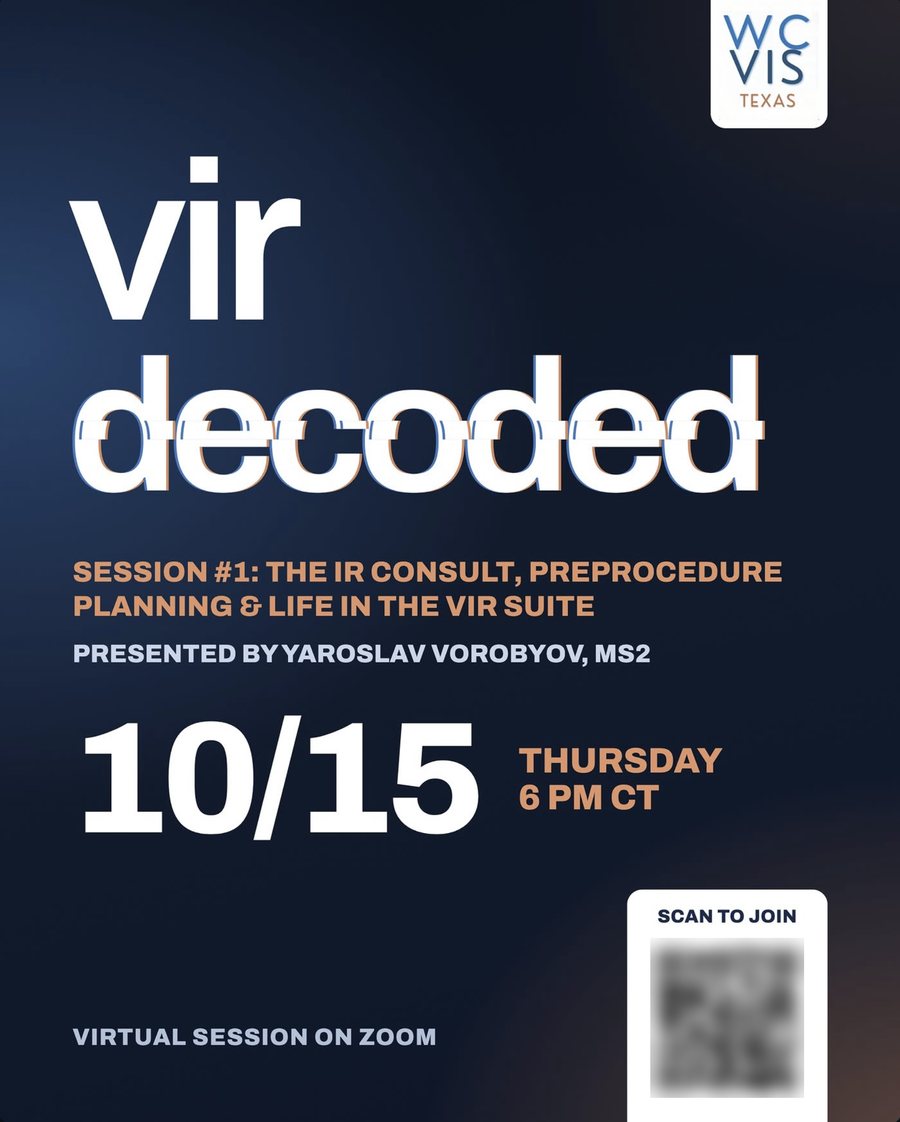 WC
VIS
TEXAS
vir
decoded
SESSION #1: THE IR CONSULT, PREPROCEDURE
PLANNING & LIFE IN THE VIR SUITE
PRESENTED BY YAROSLAV VOROBYOV, MS2
10/15
THURSDAY
6 PM CT
SCAN TO JOIN
VIRTUAL SESSION ON ZOOM